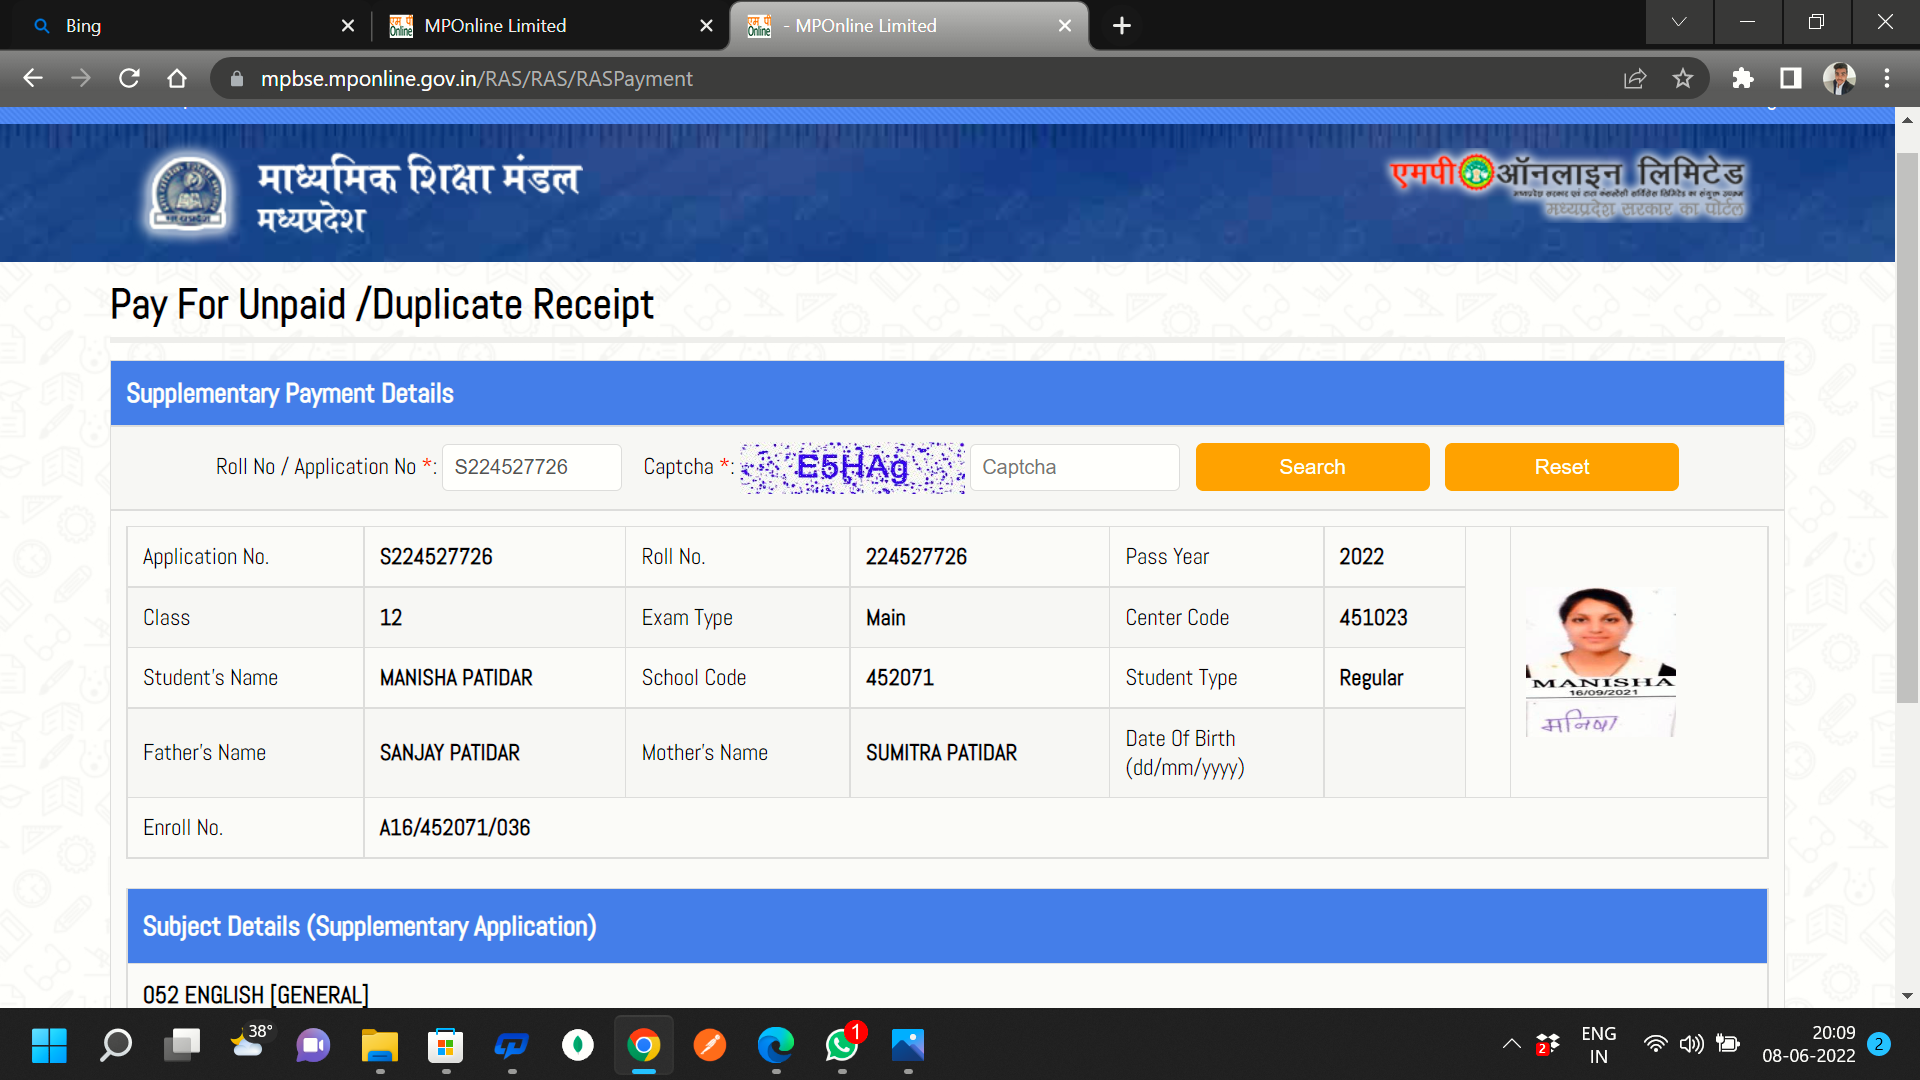 Bing
MPOnline Limited
- MPOnline Limited
mpbse.mponline.gov.in/RAS/RAS/RASPayment
माध्यमिक शिक्षा मंडल
मध्यप्रदेश
एमपी ऑनलाइन लिमिटेड
मध्यप्रदेश सरकार का पोर्टल
Pay For Unpaid /Duplicate Receipt
Supplementary Payment Details
Roll No / Application No *: S224527726 Captcha *: E5HAg Captcha Search Reset
Application No. S224527726 Roll No. 224527726 Pass Year 2022
Class 12 Exam Type Main Center Code 451023
Student's Name MANISHA PATIDAR School Code 452071 Student Type Regular
MANISHA
16/09/2021
मनिषा
Father's Name SANJAY PATIDAR Mother's Name SUMITRA PATIDAR Date Of Birth
(dd/mm/yyyy)
Enroll No. A16/452071/036
Subject Details (Supplementary Application)
052 ENGLISH [GENERAL]
38°
1
2
ENG
IN
20:09
08-06-2022
2